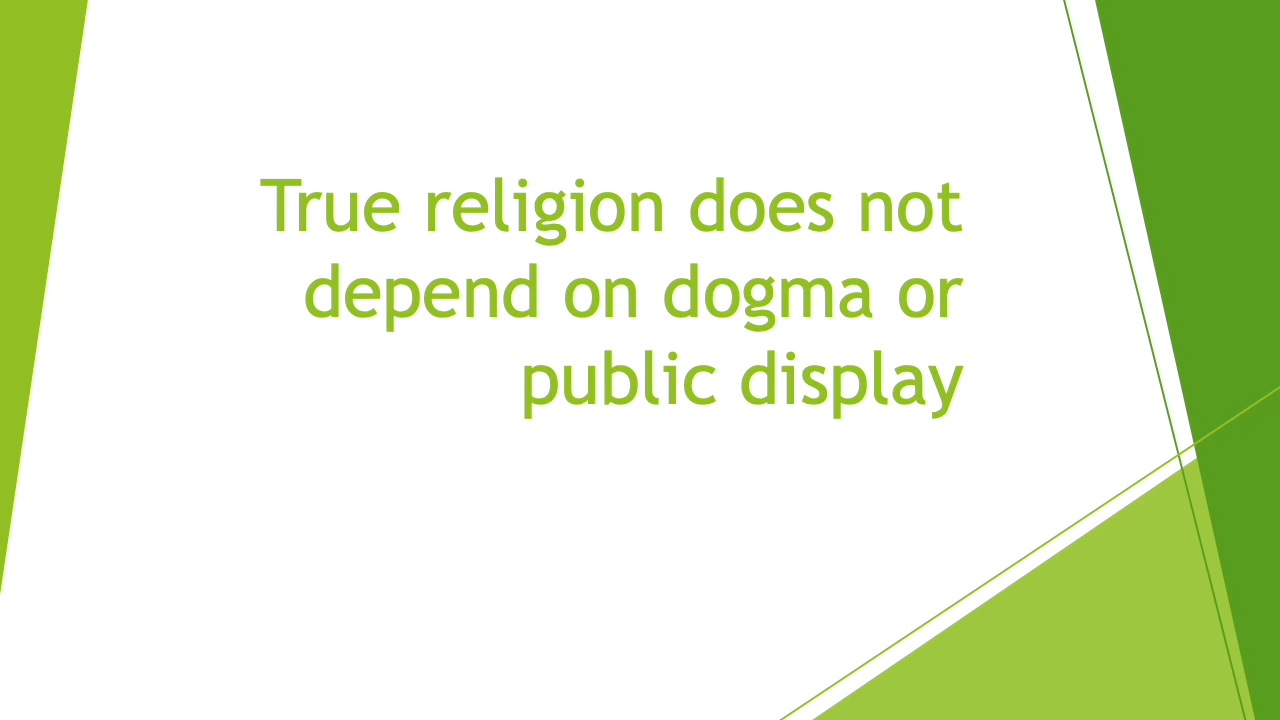 True religion does not
depend on dogma or
public display